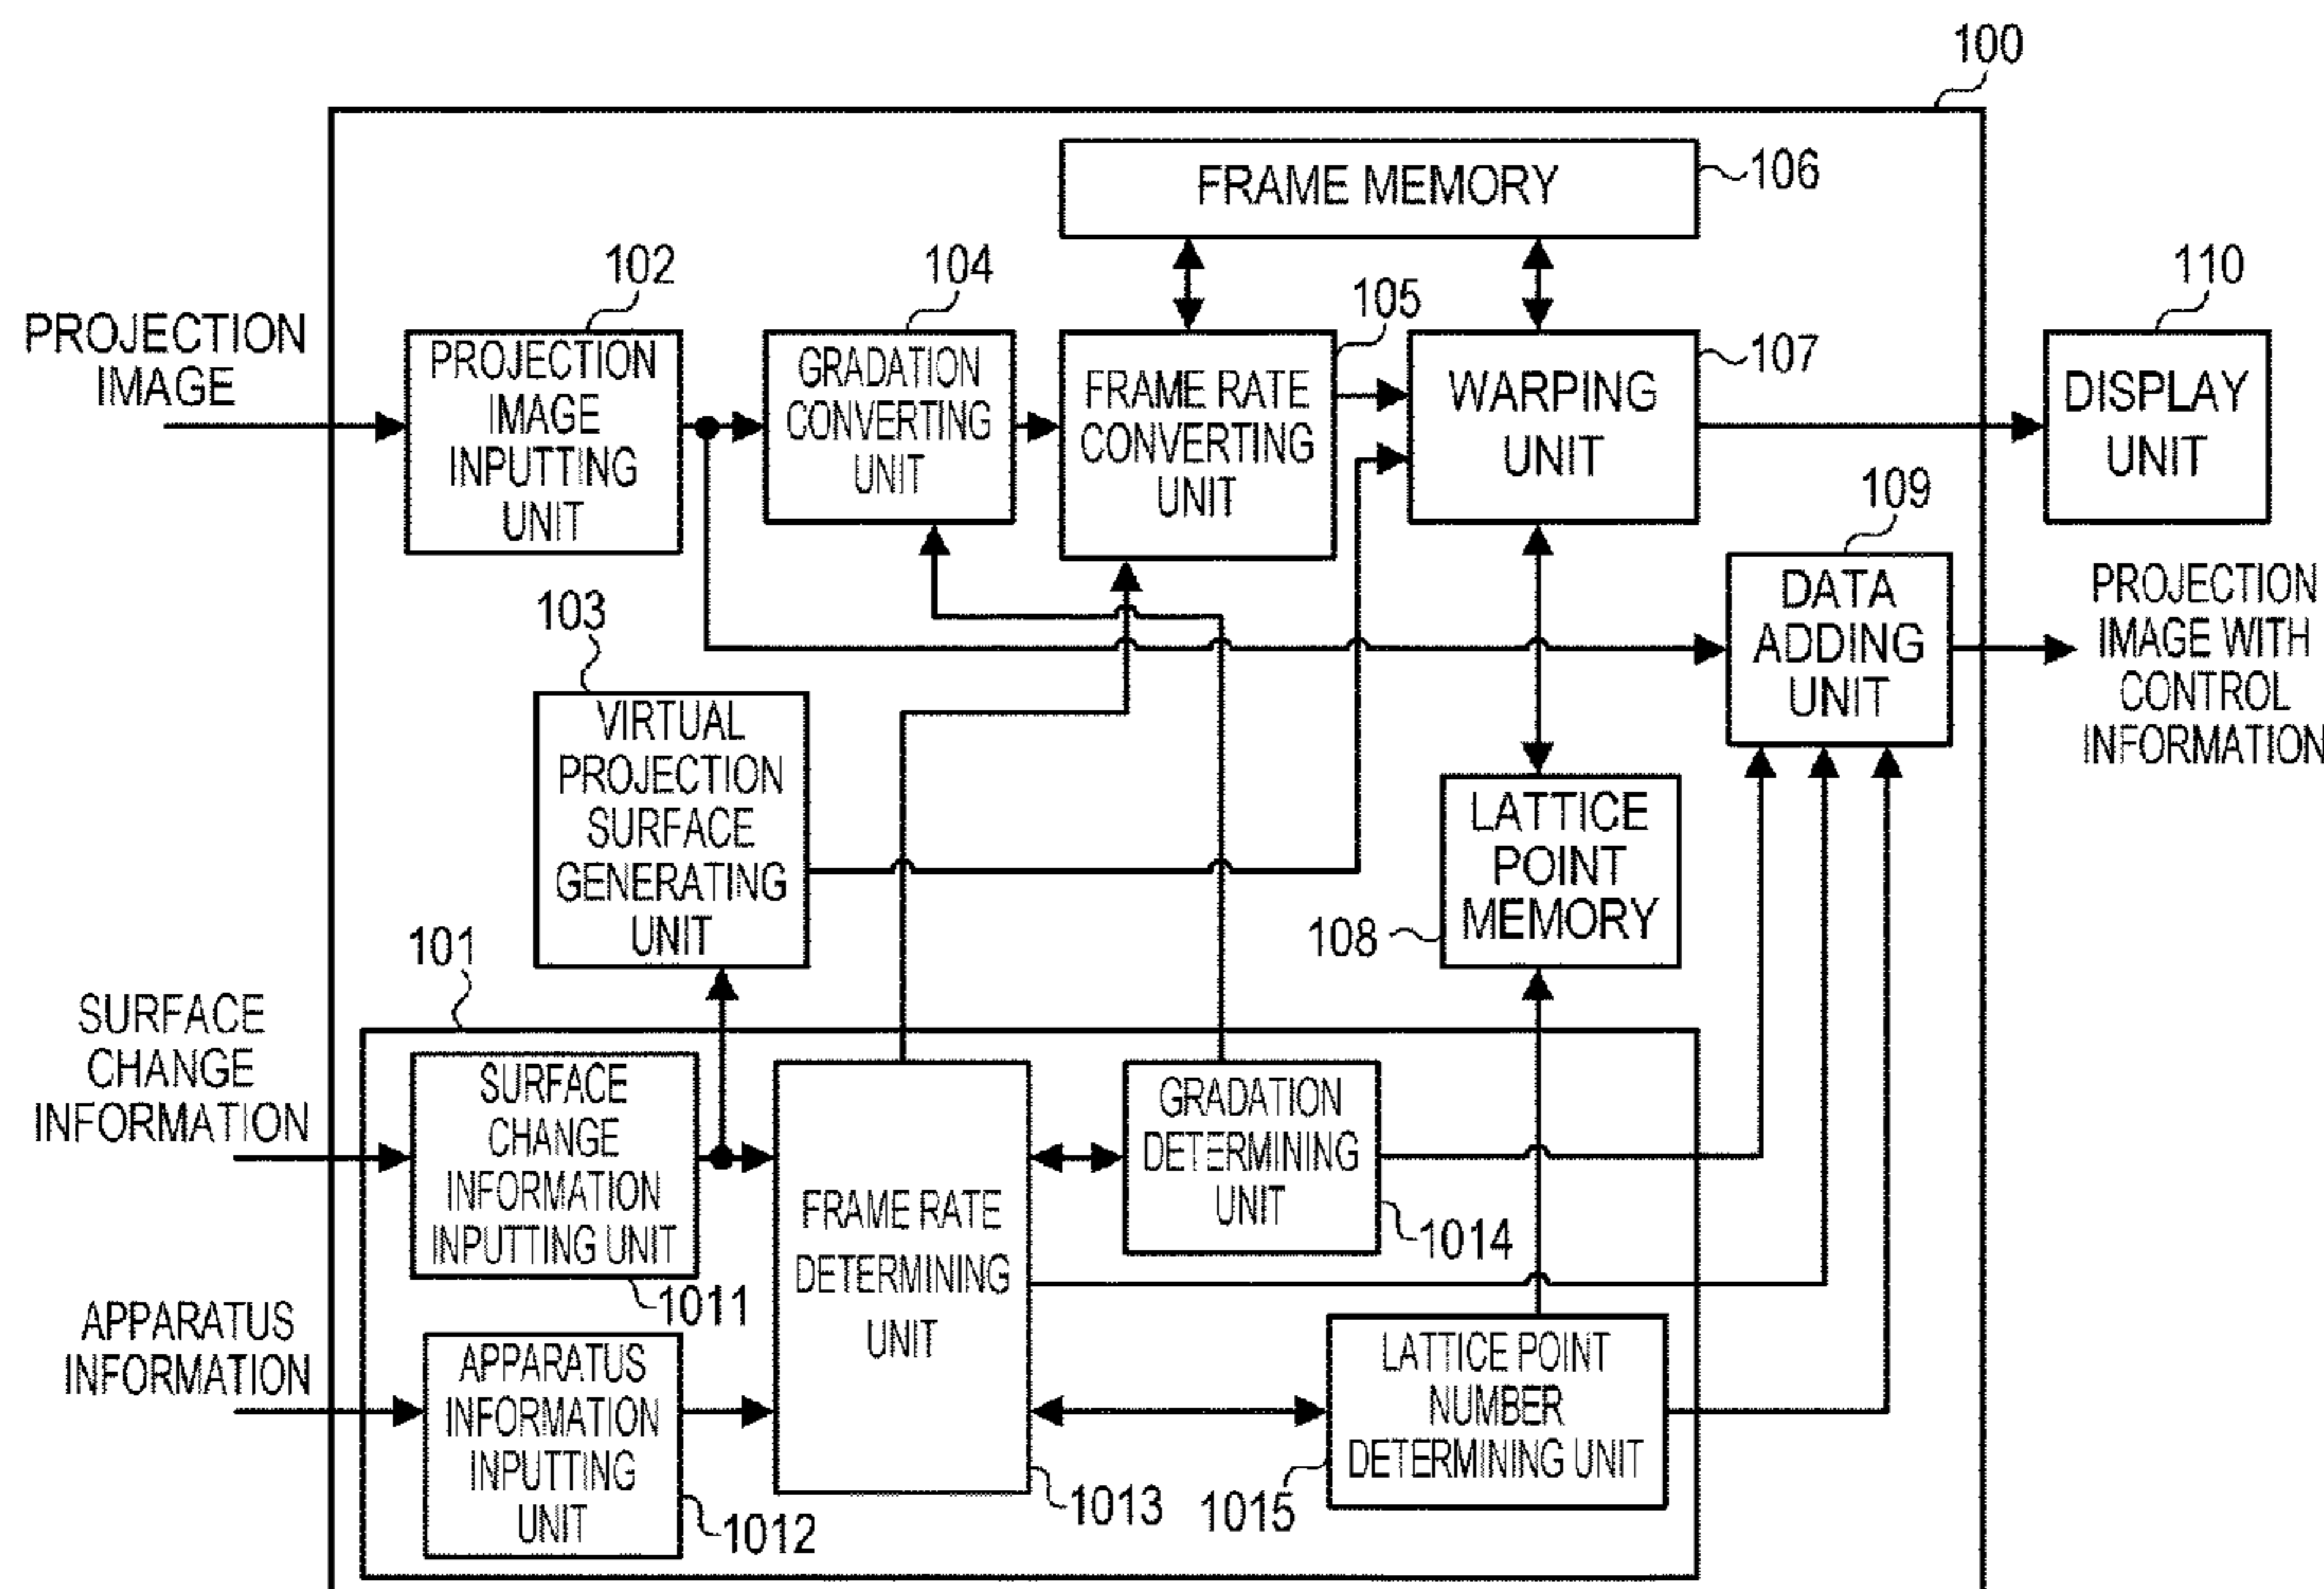 100
FRAME MEMORY
106
102
104
105
110
PROJECTION
IMAGE
PROJECTION
IMAGE
INPUTTING
UNIT
GRADATION
CONVERTING
UNIT
FRAME RATE
CONVERTING
UNIT
WARPING
UNIT
107
DISPLAY
UNIT
109
DATA
ADDING
UNIT
PROJECTION
IMAGE WITH
CONTROL
INFORMATION
103
VIRTUAL
PROJECTION
SURFACE
GENERATING
UNIT
LATTICE
POINT
MEMORY
108
101
SURFACE
CHANGE
INFORMATION
SURFACE
CHANGE
INFORMATION
INPUTTING UNIT
1011
FRAME RATE
DETERMINING
UNIT
1013
GRADATION
DETERMINING
UNIT
1014
APPARATUS
INFORMATION
APPARATUS
INFORMATION
INPUTTING
UNIT
1012
LATTICE POINT
NUMBER
DETERMINING UNIT
1015